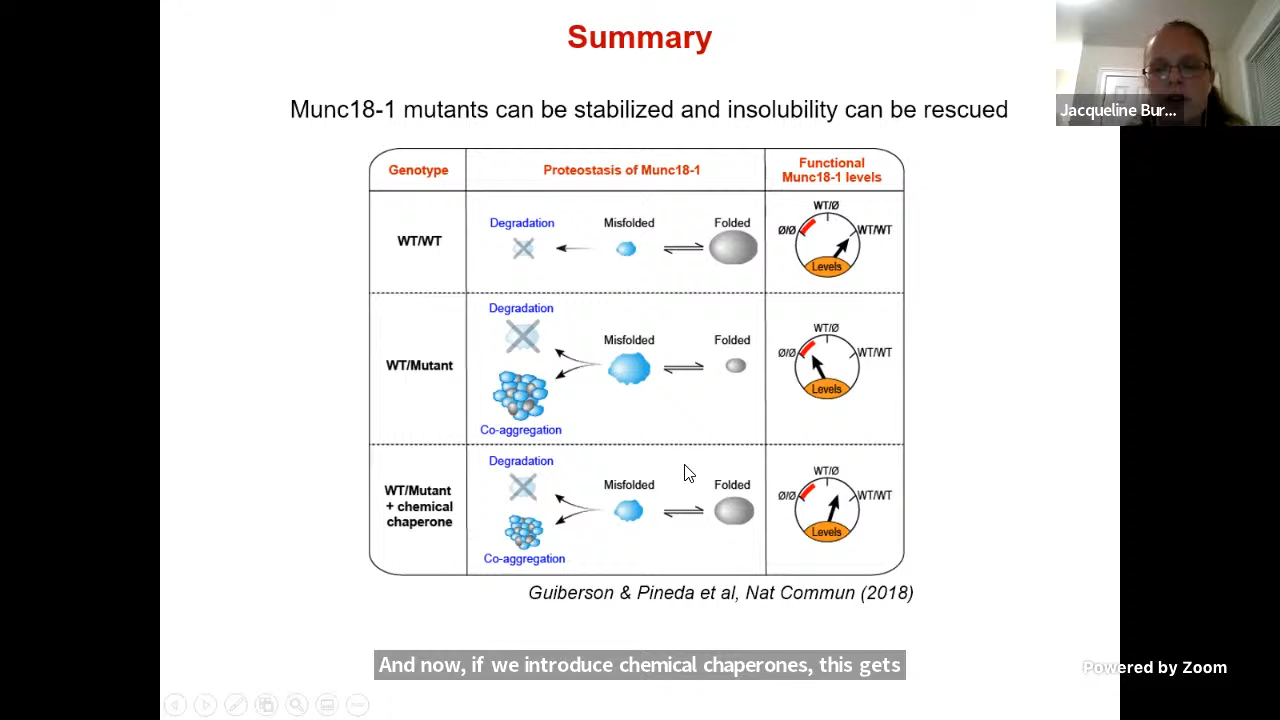 Summary
Munc18-1 mutants can be stabilized and insolubility can be rescued
Jacqueline Bur...
Genotype
Proteostasis of Munc18-1
Functional
Munc18-1 levels
WT/WT
Degradation
Misfolded
Folded
WT/Ø
Ø/Ø
WT/WT
Levels
WT/Mutant
Degradation
Misfolded
Folded
Co-aggregation
WT/Ø
Ø/Ø
WT/WT
Levels
WT/Mutant
+ chemical
chaperone
Degradation
Misfolded
Folded
Co-aggregation
WT/Ø
Ø/Ø
WT/WT
Levels
Guiberson & Pineda et al, Nat Commun (2018)
And now, if we introduce chemical chaperones, this gets
Powered by Zoom